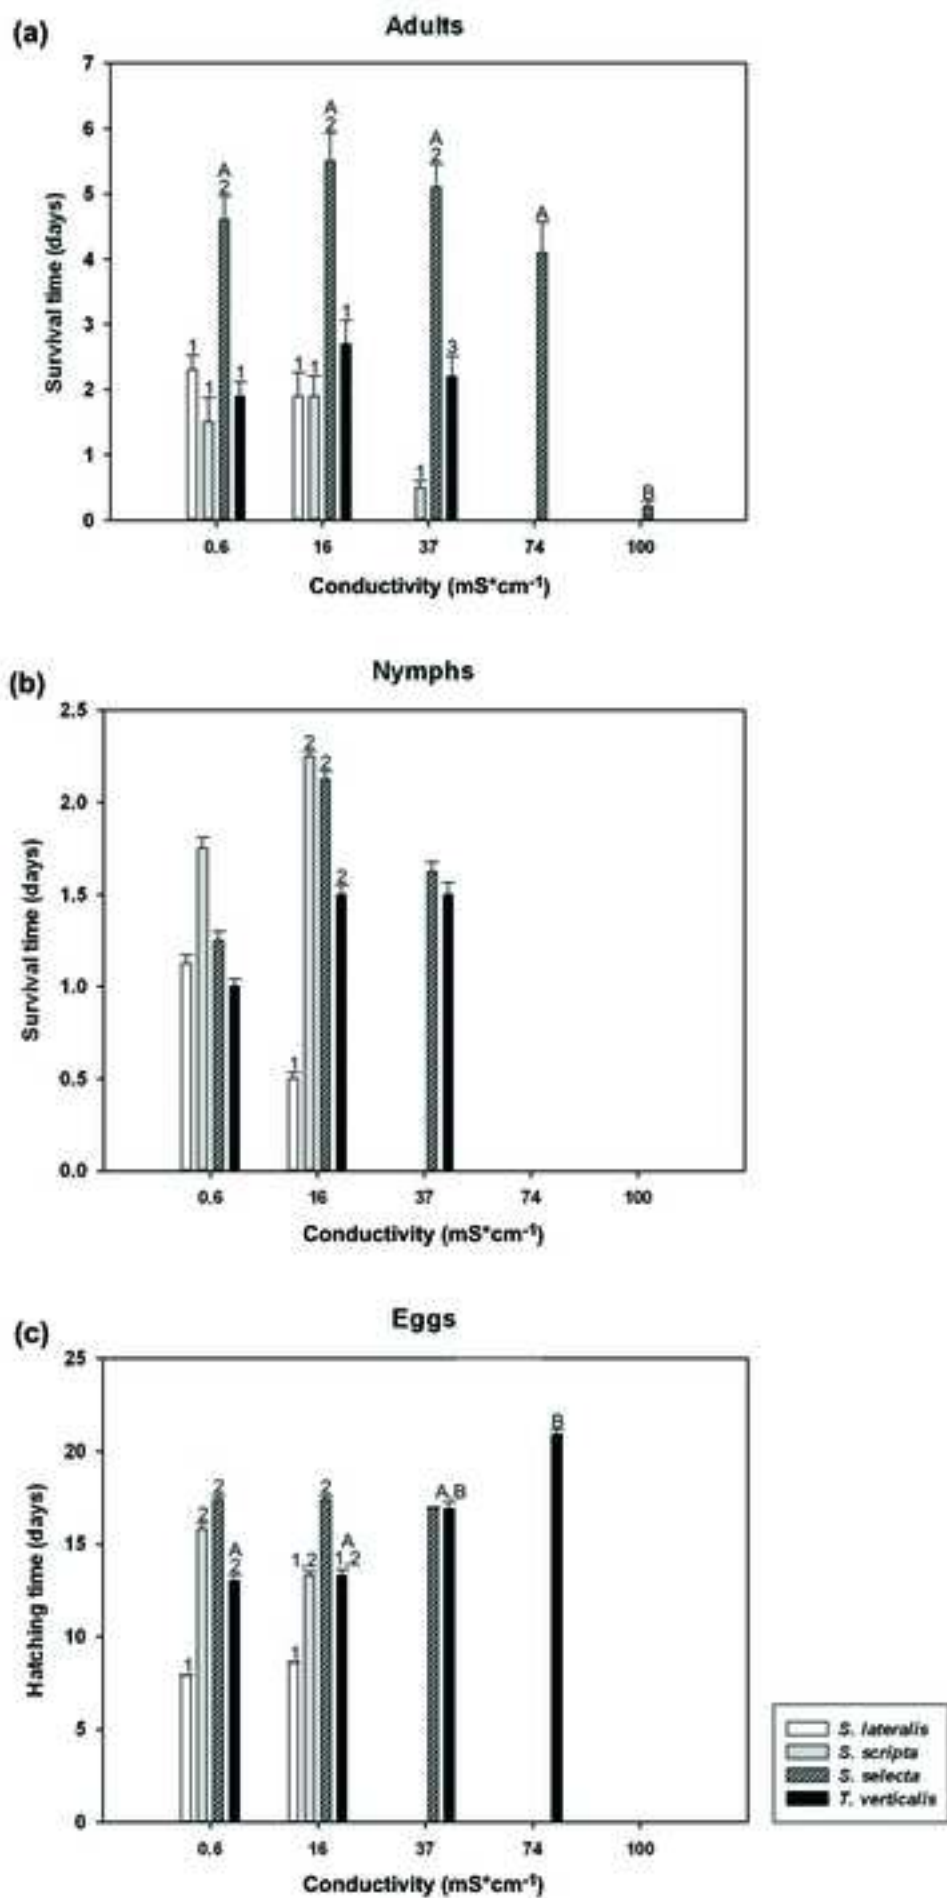 (a)
Adults
7
6
5
4
3
2
1
0
Survival time (days)
A
2
1
1
1
A
2
1
1
1
A
2
1
3
A
B
0.6 16 37 74 100
Conductivity (mS*cm-1)
(b)
Nymphs
2.5
2.0
1.5
1.0
0.5
0.0
Survival time (days)
2
2
2
1
0.6 16 37 74 100
Conductivity (mS*cm-1)
(c)
Eggs
25
20
15
10
5
0
Hatching time (days)
1
2
2
A
2
1
1,2
2
A
1,2
A,B
B
0.6 16 37 74 100
Conductivity (mS*cm-1)
S. lateralis
S. scripta
S. selecta
T. verticalis